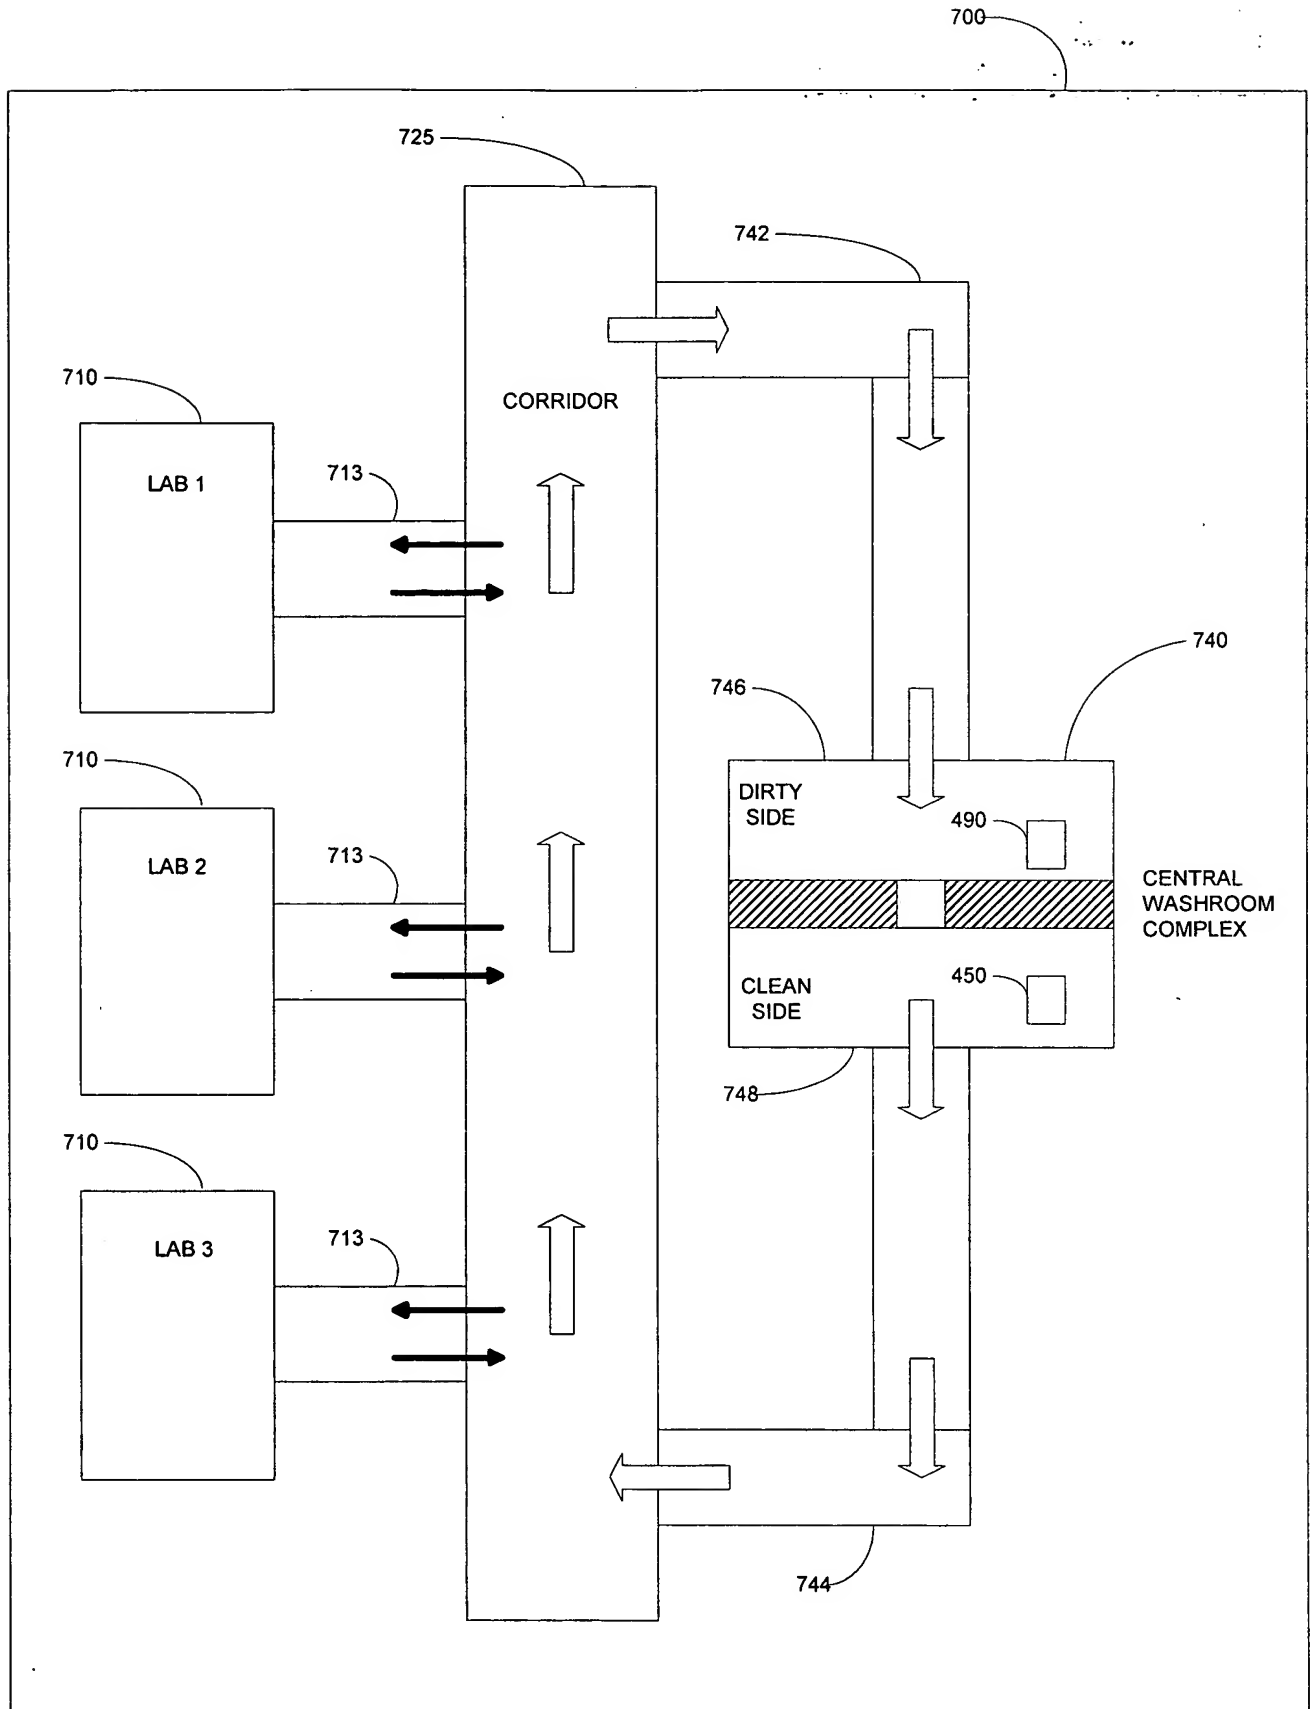 700
725
742
710
CORRIDOR
LAB 1
713
740
746
710
DIRTY
SIDE
490
713
LAB 2
CENTRAL
WASHROOM
COMPLEX
450
CLEAN
SIDE
748
710
713
LAB 3
744